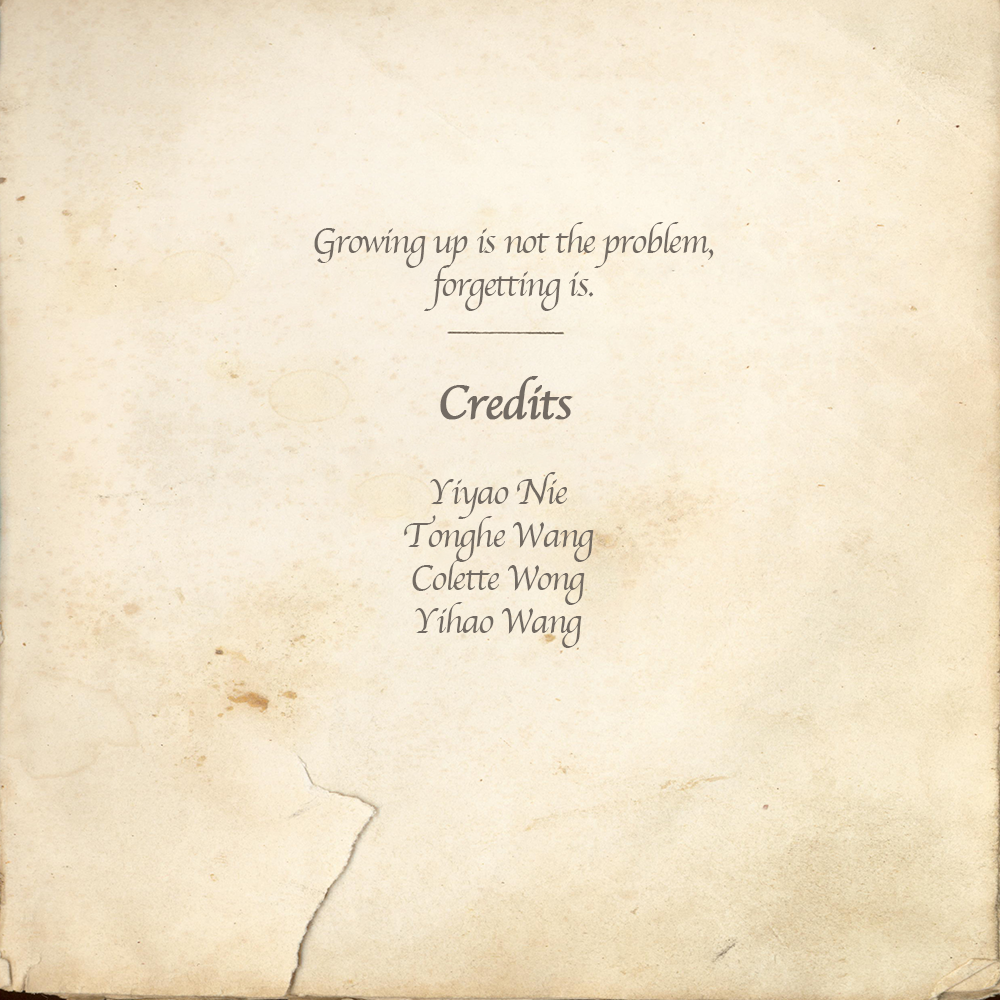 Growing up is not the problem,
forgetting is.
Credits
Yiyao Nie
Tonghe Wang
Colette Wong
Yihao Wang